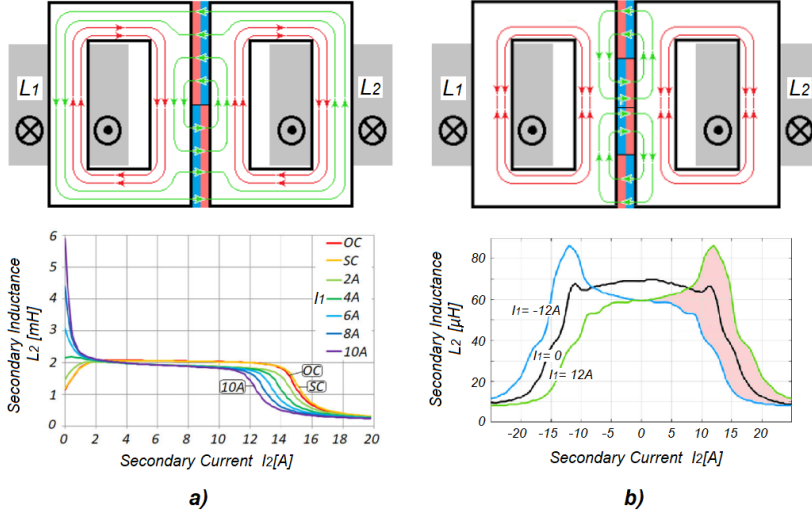 L1
L2
L1
L2
Secondary Inductance
L2 [mH]
6
5
4
3
2
1
0
0 2 4 6 8 10 12 14 16 18 20
Secondary Current I2[A]
I1
OC
SC
2A
4A
6A
8A
10A
10A
OC
SC
a)
Secondary Inductance
L2 [µH]
80
60
40
20
0
-20 -15 -10 -5 0 5 10 15 20
Secondary Current I2[A]
I1= -12A
I1= 0
I1= 12A
b)